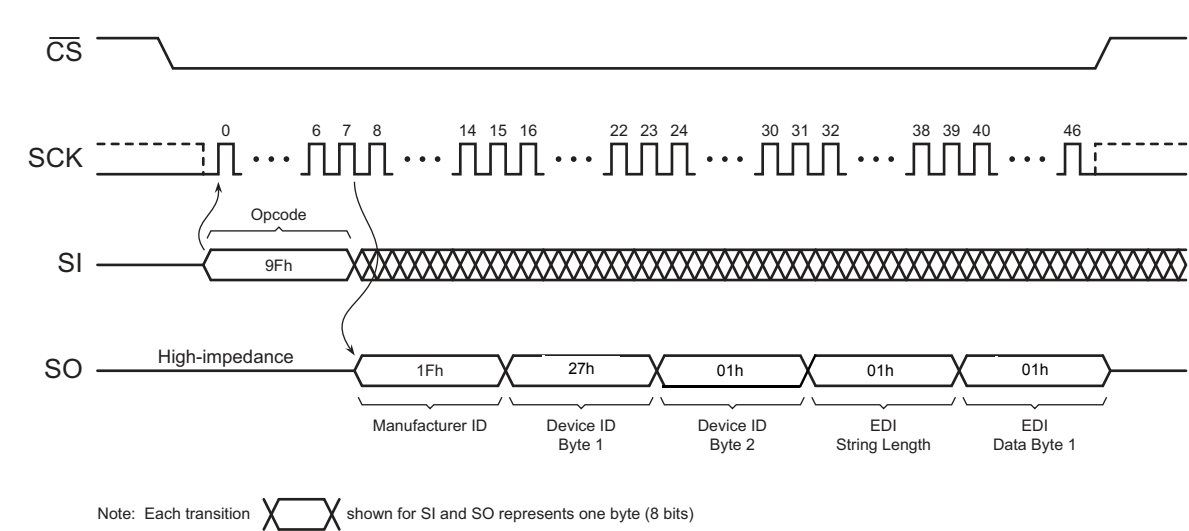 CS
0 6 7 8 14 15 16 22 23 24 30 31 32 38 39 40 46
SCK
Opcode
SI 9Fh
High-impedance
SO 1Fh 27h 01h 01h 01h
Manufacturer ID Device ID Device ID EDI EDI
Byte 1 Byte 2 String Length Data Byte 1
Note: Each transition shown for SI and SO represents one byte (8 bits)